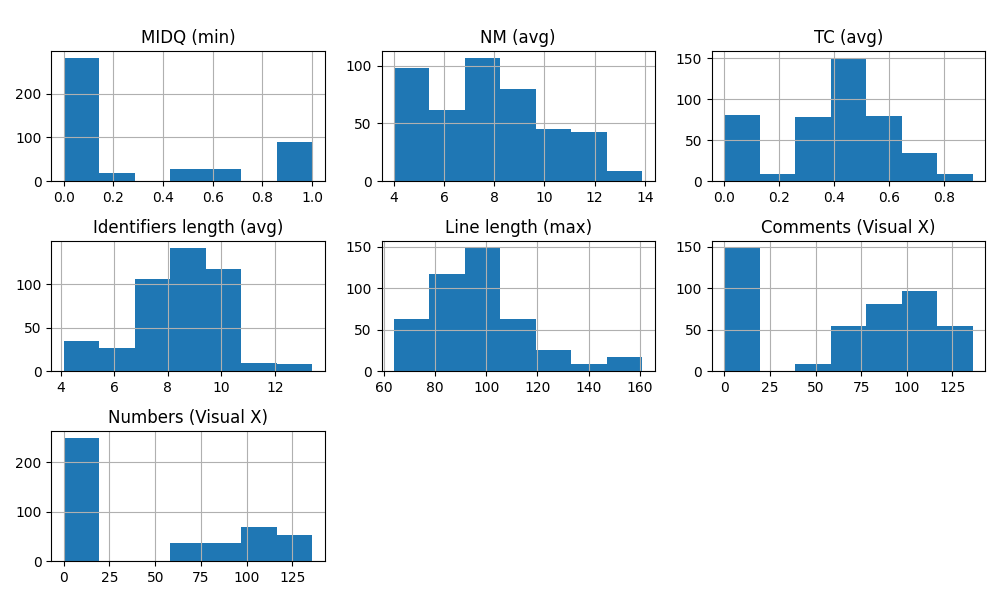 MIDQ (min)
200
100
0
0.0 0.2 0.4 0.6 0.8 1.0
NM (avg)
100
50
0
4 6 8 10 12 14
TC (avg)
150
100
50
0
0.0 0.2 0.4 0.6 0.8
Identifiers length (avg)
100
50
0
4 6 8 10 12
Line length (max)
150
100
50
0
60 80 100 120 140 160
Comments (Visual X)
150
100
50
0
0 25 50 75 100 125
Numbers (Visual X)
200
100
0
0 25 50 75 100 125